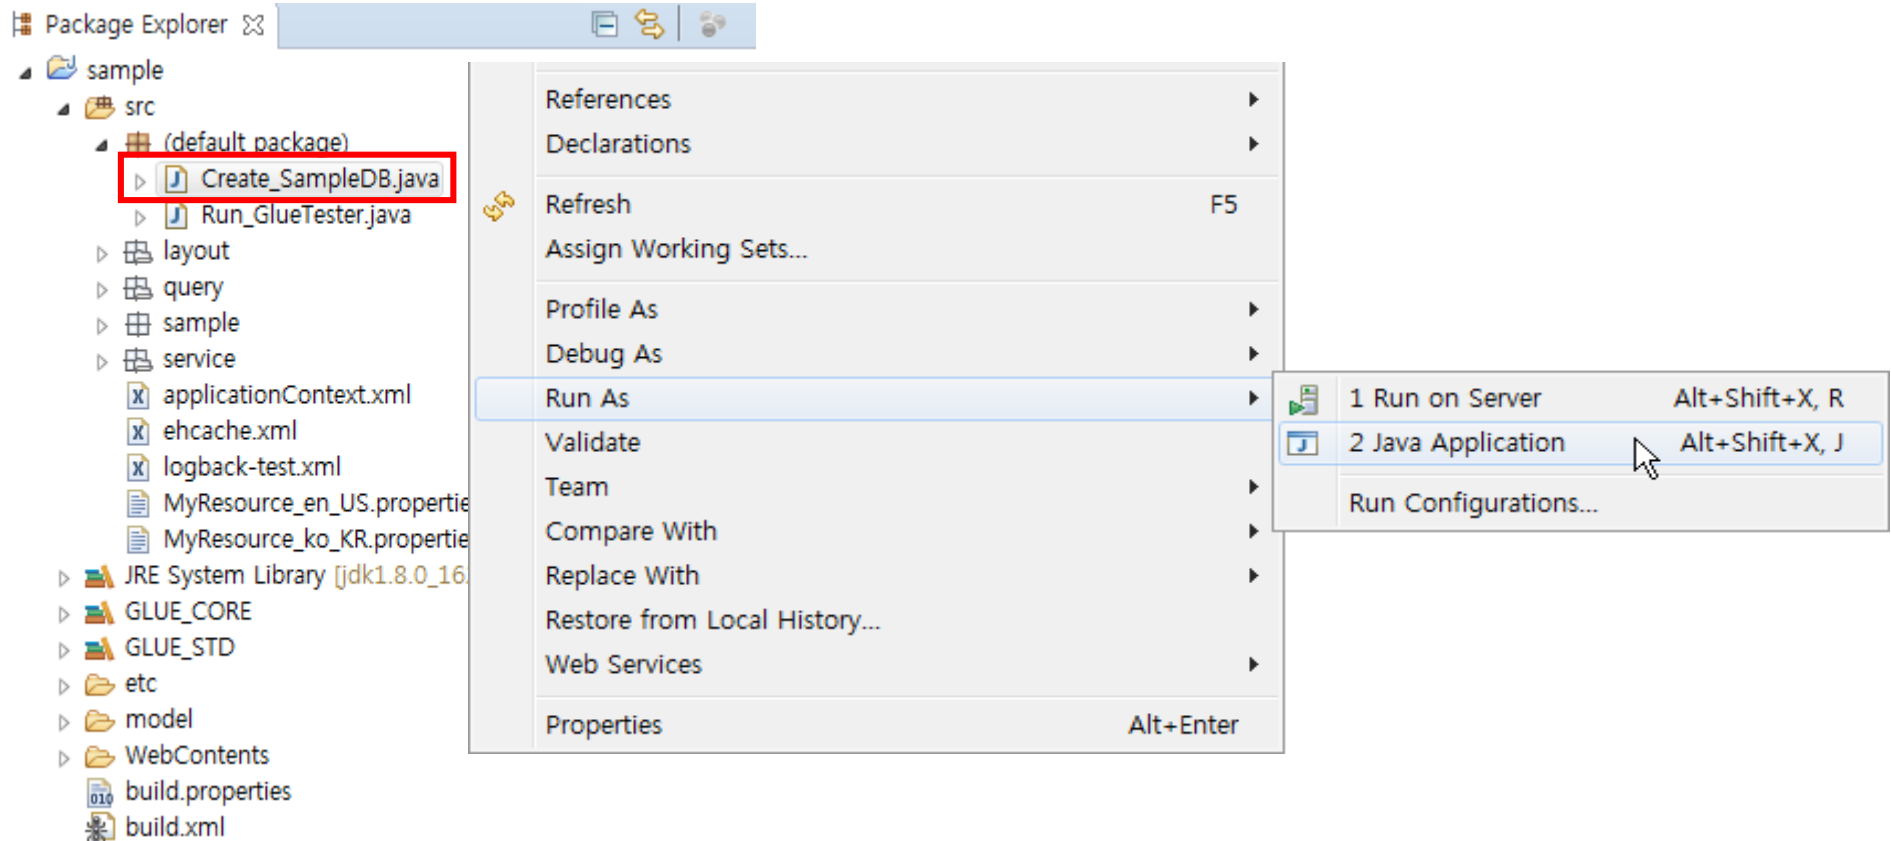 Package Explorer
sample
src
(default package)
Create_SampleDB.java
Run_GlueTester.java
layout
query
sample
service
applicationContext.xml
ehcache.xml
logback-test.xml
MyResource_en_US.propertie
MyResource_ko_KR.propertie
JRE System Library [jdk1.8.0_16
GLUE_CORE
GLUE_STD
etc
model
WebContents
build.properties
build.xml
References
Declarations
Refresh F5
Assign Working Sets...
Profile As
Debug As
Run As
Validate
Team
Compare With
Replace With
Restore from Local History...
Web Services
Properties Alt+Enter
1 Run on Server Alt+Shift+X, R
2 Java Application Alt+Shift+X, J
Run Configurations...